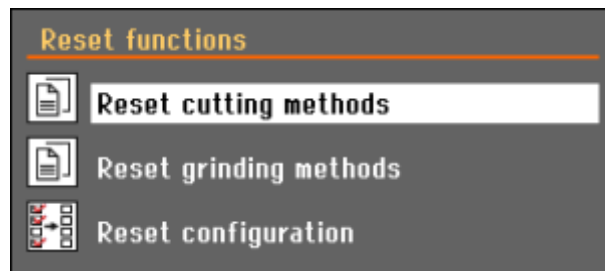 Reset functions
Reset cutting methods
Reset grinding methods
Reset configuration